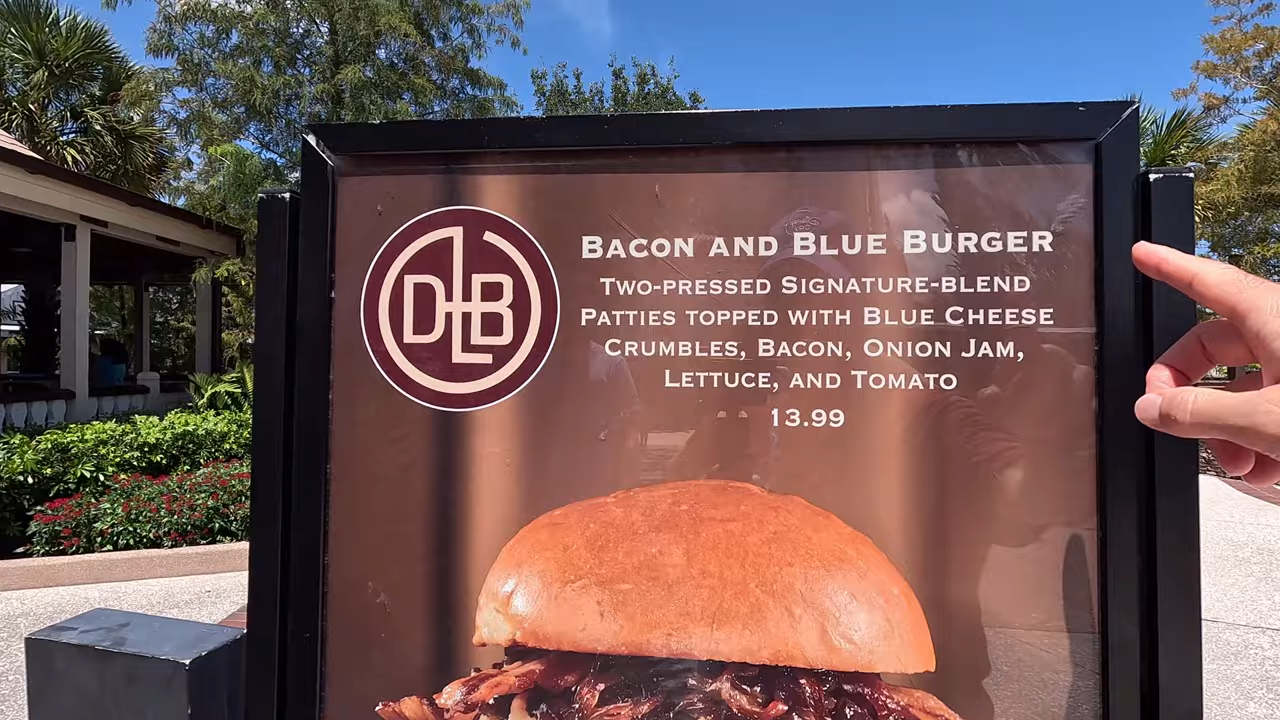 DLB
BACON AND BLUE BURGER
TWO-PRESSED SIGNATURE-BLEND
PATTIES TOPPED WITH BLUE CHEESE
CRUMBLES, BACON, ONION JAM,
LETTUCE, AND TOMATO
13.99